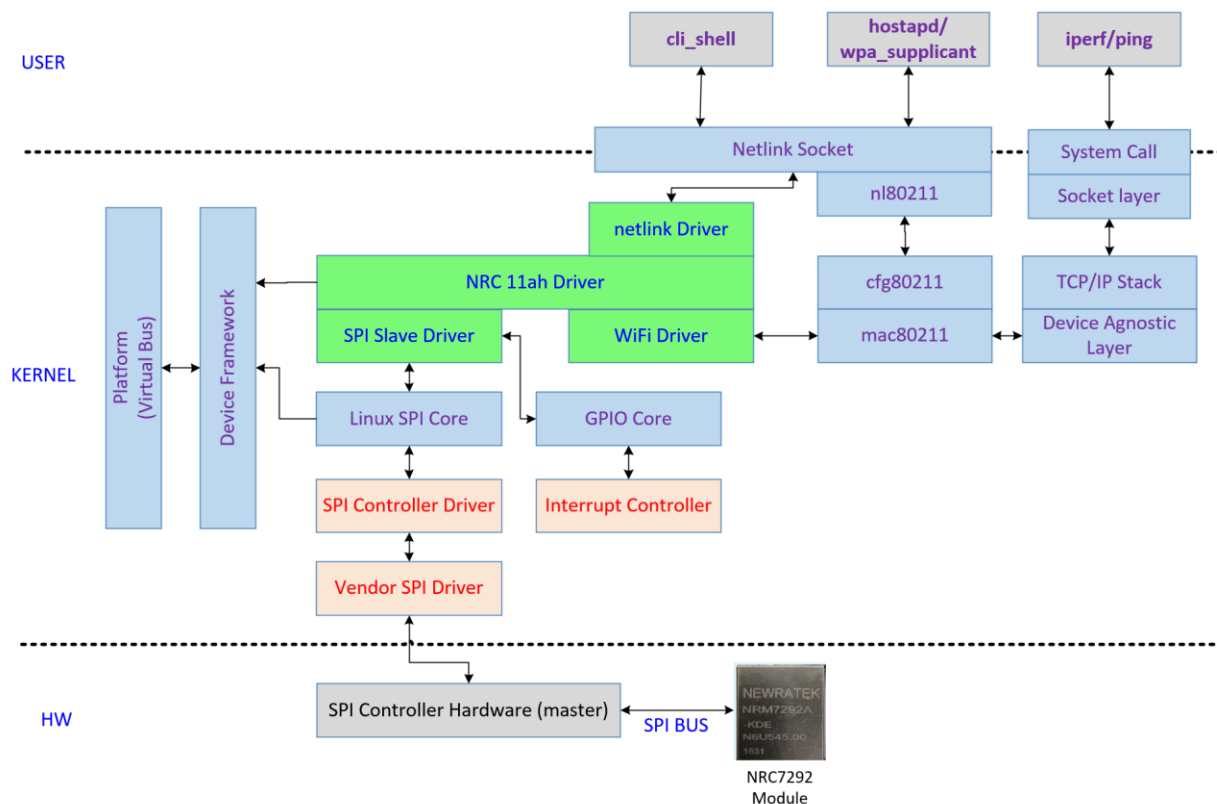 cli_shell
hostapd/
wpa_supplicant
iperf/ping
USER
Netlink Socket
System Call
nl80211
Socket layer
netlink Driver
NRC 11ah Driver
cfg80211
TCP/IP Stack
SPI Slave Driver
WiFi Driver
mac80211
Device Agnostic
Layer
KERNEL
Platform
(Virtual Bus)
Device Framework
Linux SPI Core
GPIO Core
SPI Controller Driver
Interrupt Controller
Vendor SPI Driver
HW
SPI Controller Hardware (master)
SPI BUS
NEWRATEK
NRM7292A
-KDE
N6U545.00
1831
NRC7292
Module